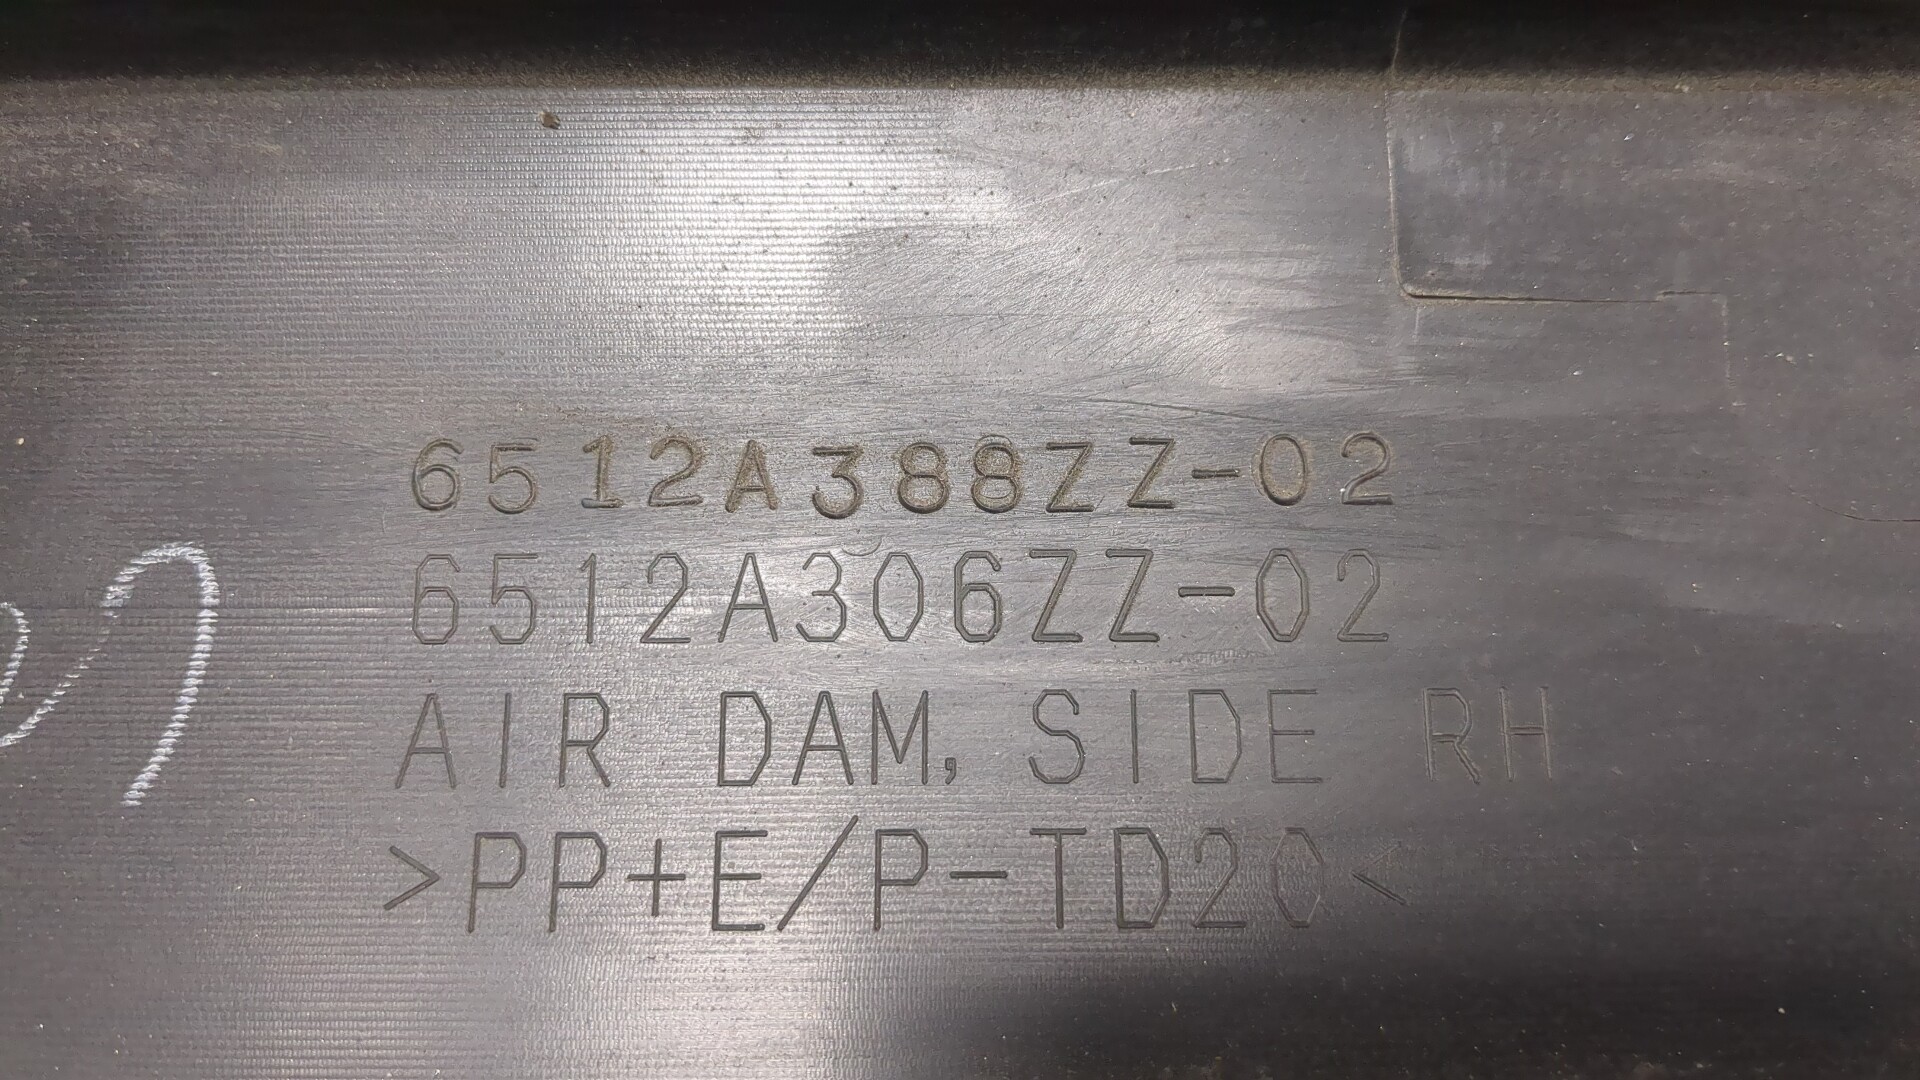 6512A388ZZ-02
6512A306ZZ-02
AIR DAM, SIDE RH
>PP+E/P-TD20<